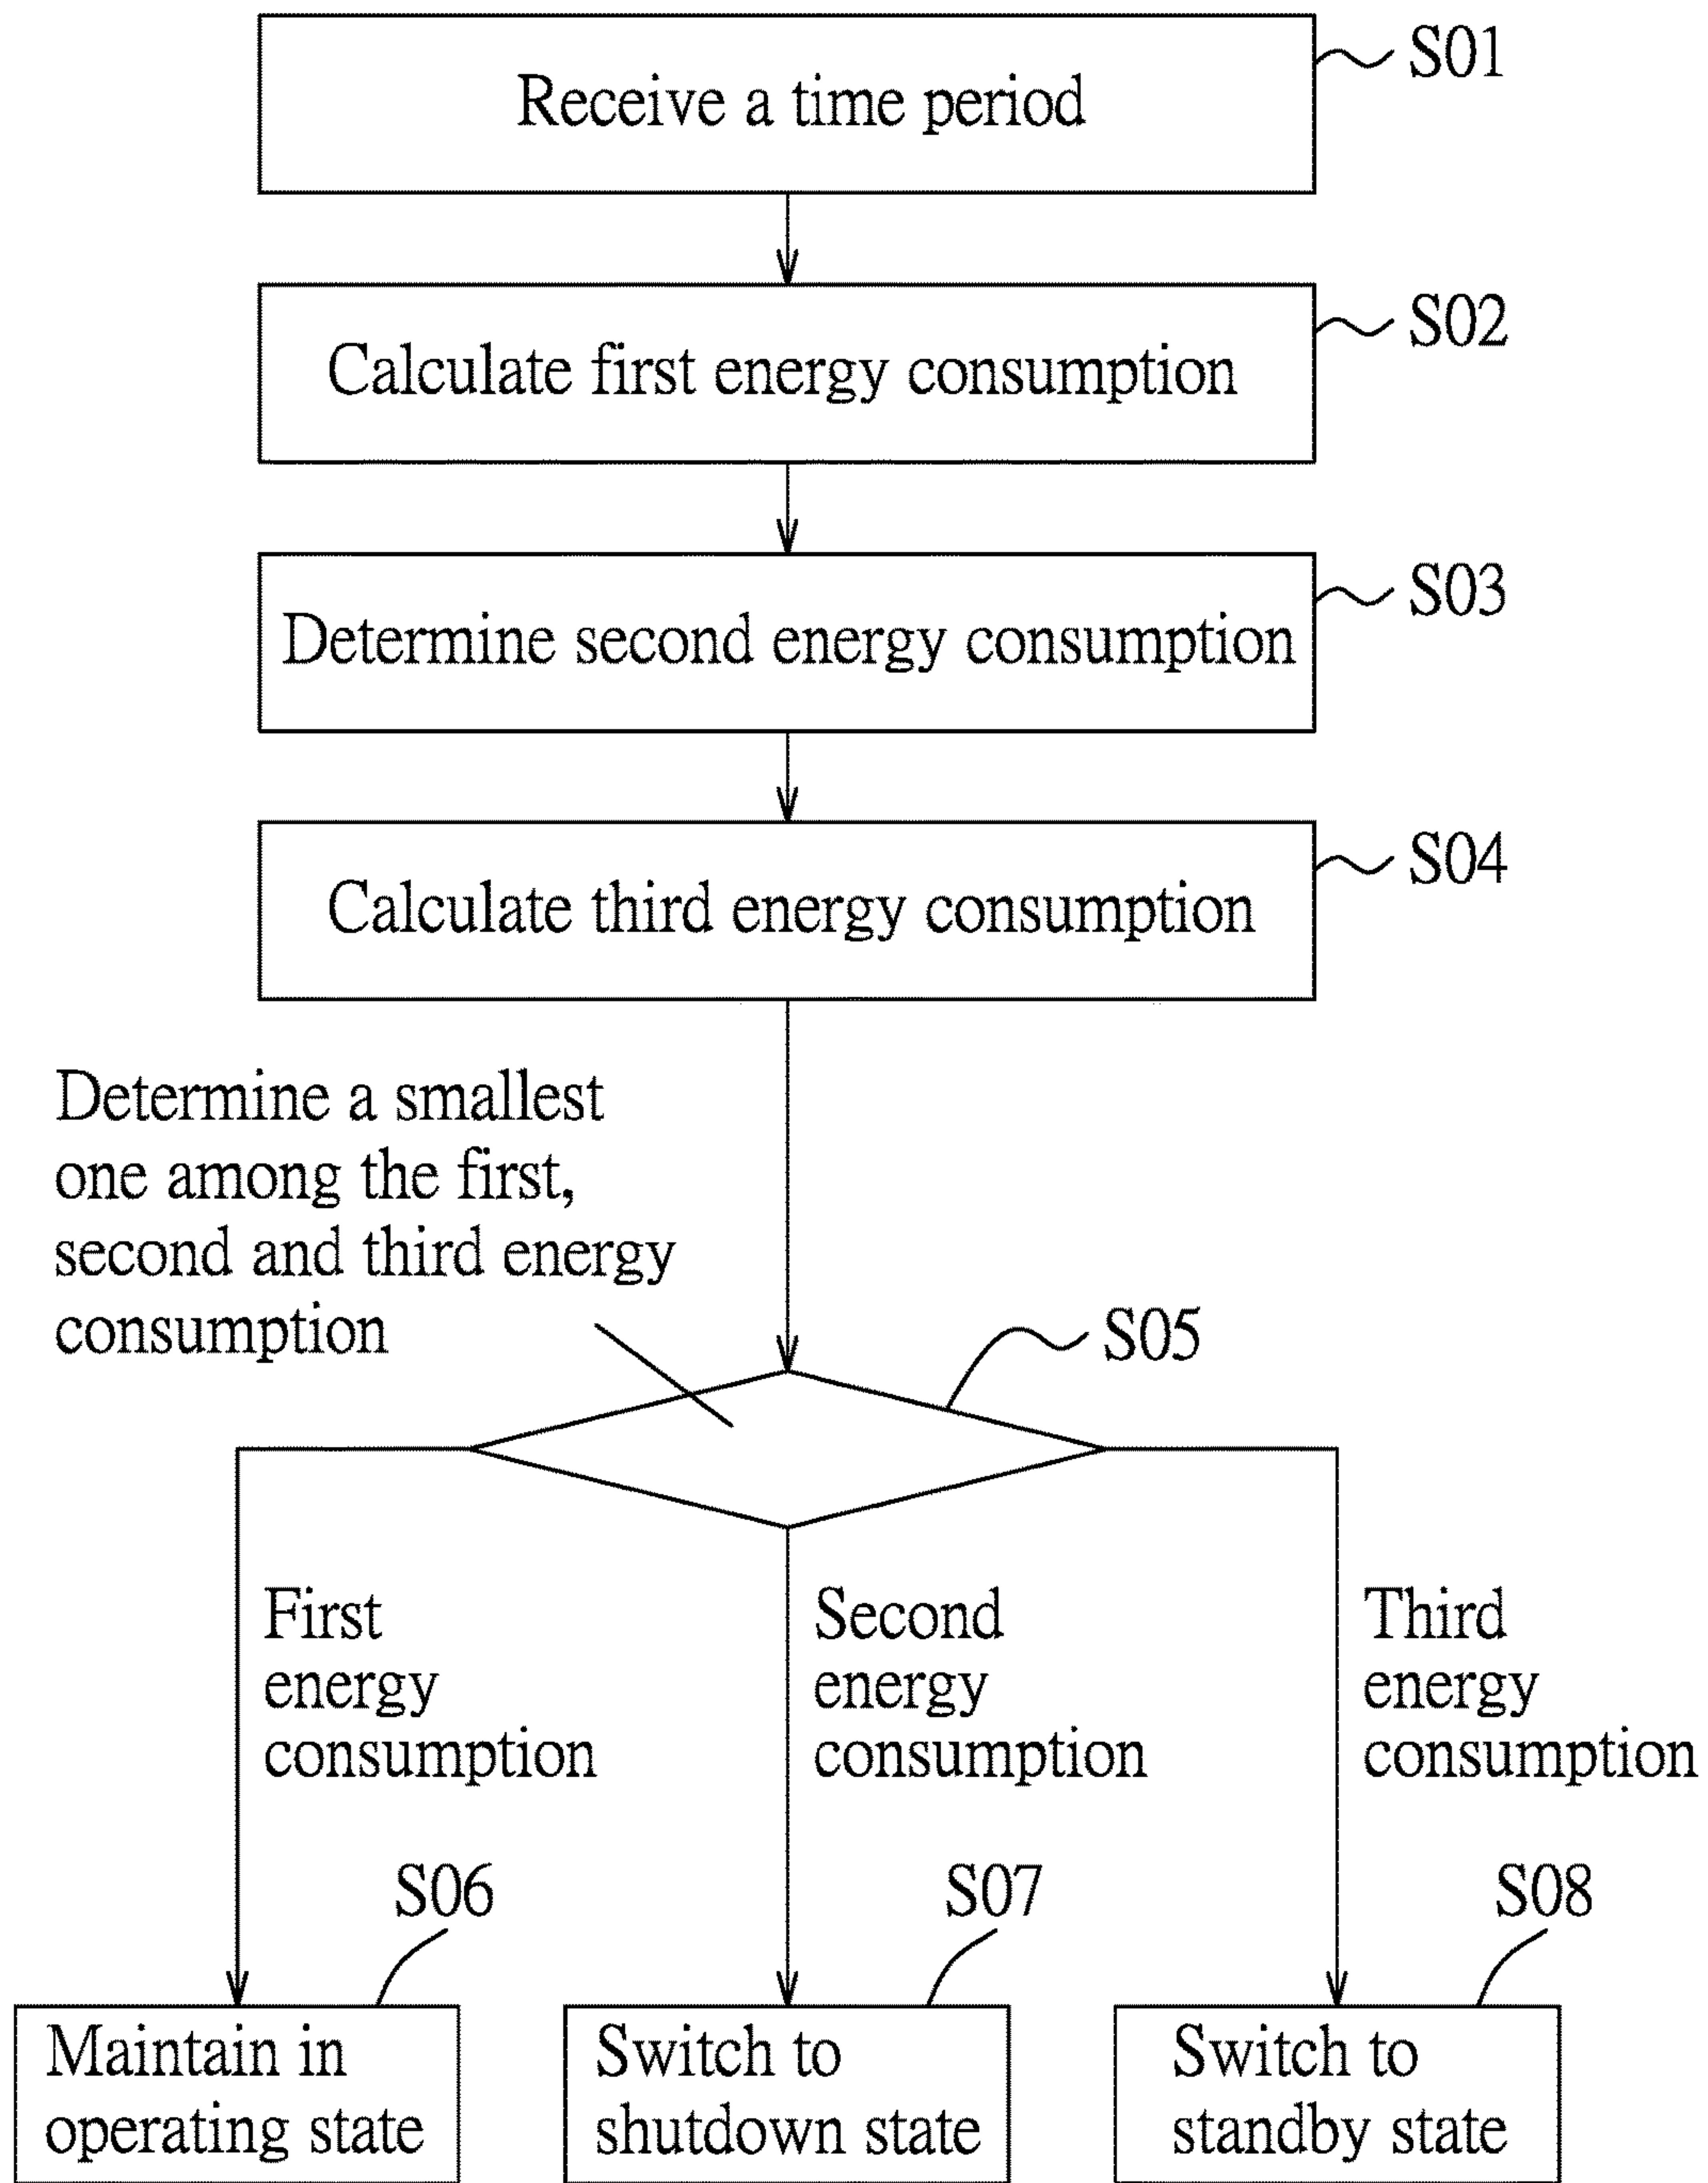 Receive a time period
S01
Calculate first energy consumption
S02
Determine second energy consumption
S03
Calculate third energy consumption
S04
Determine a smallest
one among the first,
second and third energy
consumption
S05
First
energy
consumption
Second
energy
consumption
Third
energy
consumption
S06
Maintain in
operating state
S07
Switch to
shutdown state
S08
Switch to
standby state